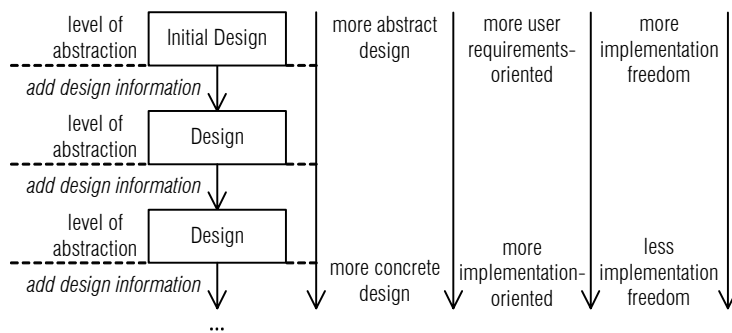 level of
abstraction
Initial Design
more abstract
design
more user
requirements-
oriented
more
implementation
freedom
add design information
level of
abstraction
Design
add design information
level of
abstraction
Design
more concrete
design
more
implementation-
oriented
less
implementation
freedom
add design information
...